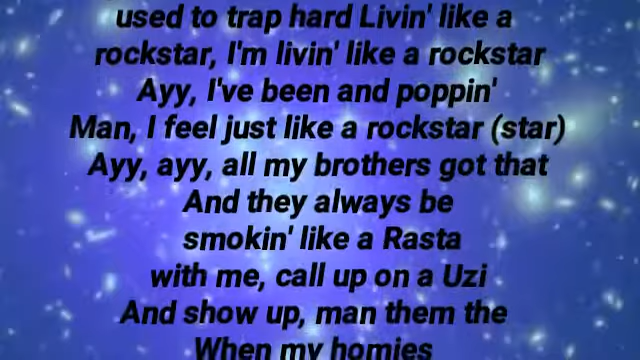 used to trap hard Livin' like a
rockstar, I'm livin' like a rockstar
Ayy, I've been and poppin'
Man, I feel just like a rockstar (star)
Ayy, ayy, all my brothers got that
And they always be
smokin' like a Rasta
with me, call up on a Uzi
And show up, man them the
When my homies